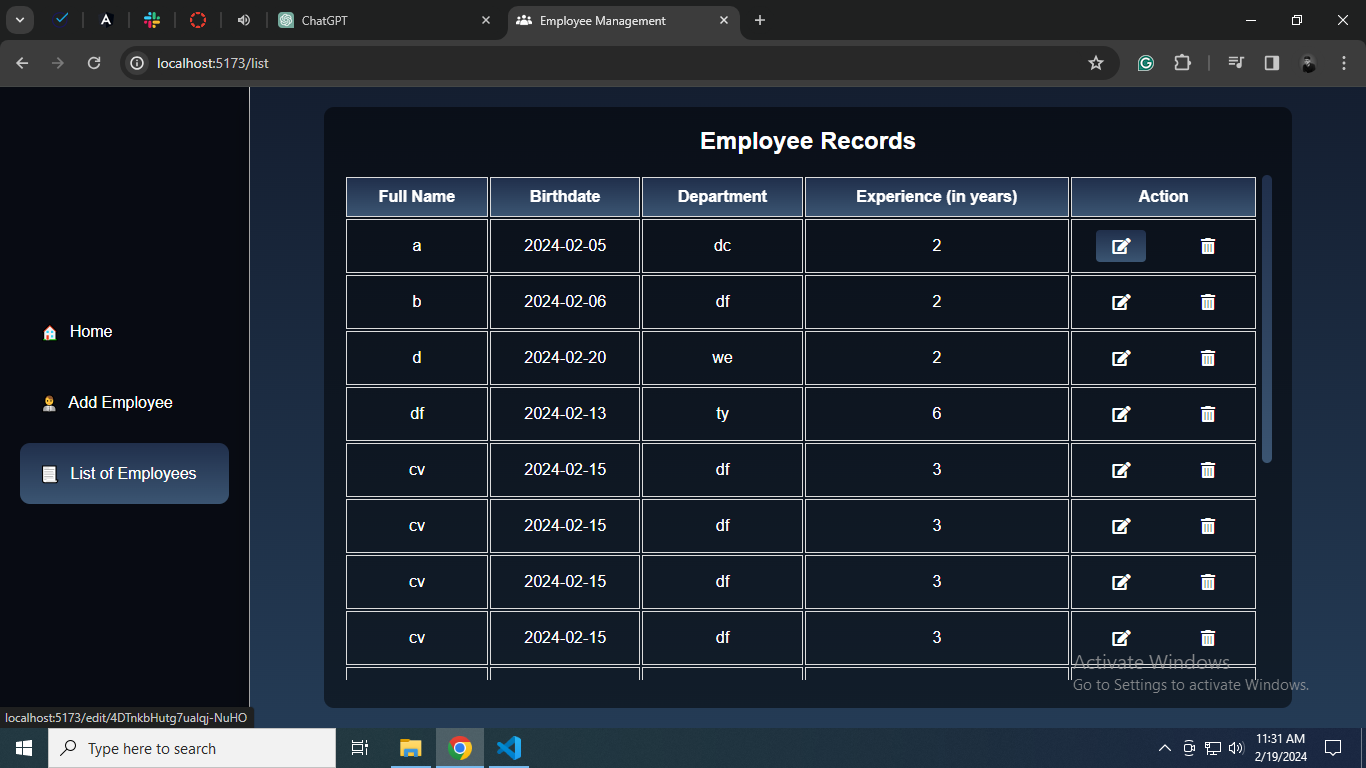 ChatGPT
Employee Management
localhost:5173/list
Employee Records
Full Name Birthdate Department Experience (in years) Action
a 2024-02-05 dc 2
b 2024-02-06 df 2
d 2024-02-20 we 2
df 2024-02-13 ty 6
cv 2024-02-15 df 3
cv 2024-02-15 df 3
cv 2024-02-15 df 3
cv 2024-02-15 df 3
Home
Add Employee
List of Employees
Activate Windows
Go to Settings to activate Windows.
localhost:5173/edit/4DTnkbHutg7ualqj-NuHO
Type here to search
11:31 AM
2/19/2024